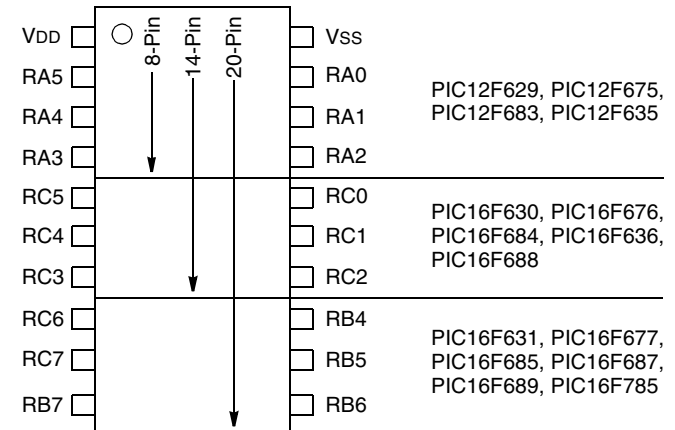 VDD
VSS
8-Pin
14-Pin
20-Pin
RA5
RA0
RA4
RA1
RA3
RA2
PIC12F629, PIC12F675,
PIC12F683, PIC12F635
RC5
RC0
RC4
RC1
RC3
RC2
PIC16F630, PIC16F676,
PIC16F684, PIC16F636,
PIC16F688
RC6
RB4
RC7
RB5
RB7
RB6
PIC16F631, PIC16F677,
PIC16F685, PIC16F687,
PIC16F689, PIC16F785